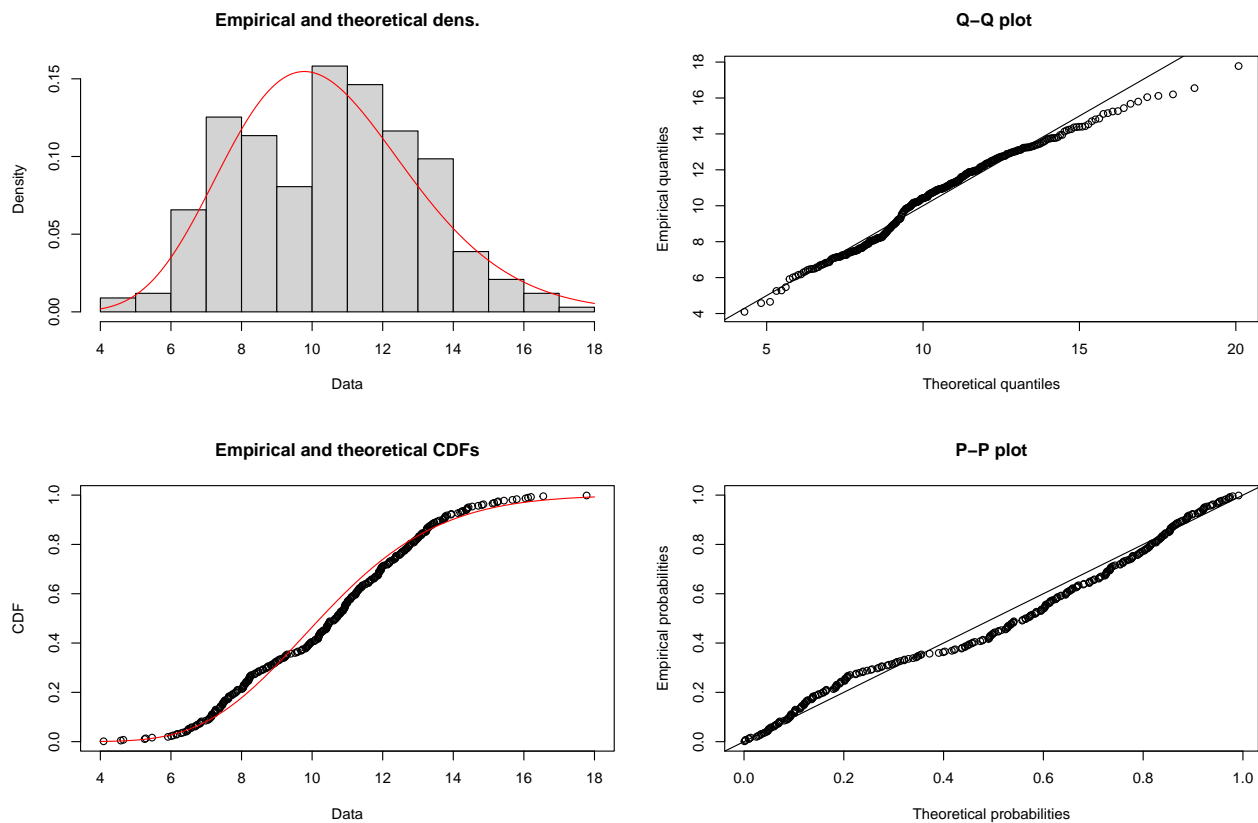 Empirical and theoretical dens.
Density
0.00 0.05 0.10 0.15
4 6 8 10 12 14 16 18
Data
Q−Q plot
Empirical quantiles
4 6 8 10 12 14 16 18
5 10 15 20
Theoretical quantiles
Empirical and theoretical CDFs
CDF
0.0 0.2 0.4 0.6 0.8 1.0
4 6 8 10 12 14 16 18
Data
P−P plot
Empirical probabilities
0.0 0.2 0.4 0.6 0.8 1.0
0.0 0.2 0.4 0.6 0.8 1.0
Theoretical probabilities